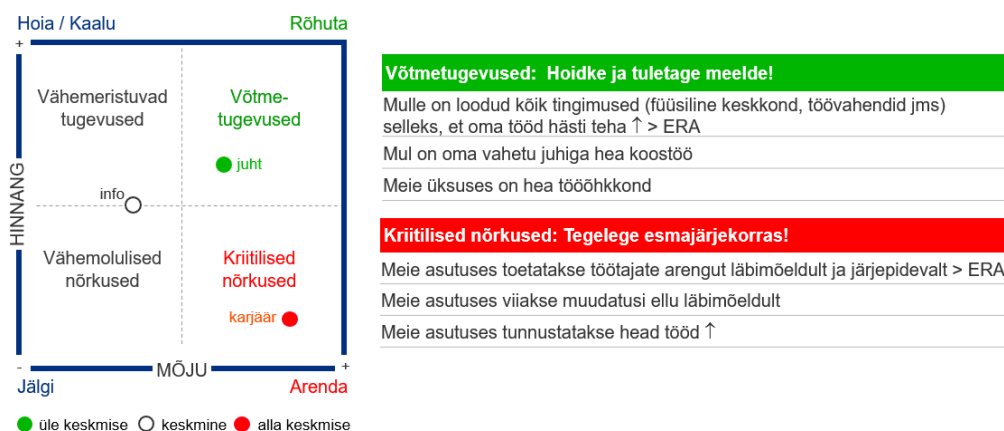 Hoia / Kaalu
Rõhuta
+
Vähemeristuvad
tugevused
Võtme-
tugevused
juht
info
HINNANG
Vähemolulised
nõrkused
Kriitilised
nõrkused
karjäär
-
MÕJU
+
Jälgi
Arenda
üle keskmise
keskmine
alla keskmise
Võtmetugevused: Hoidke ja tuletage meelde!
Mulle on loodud kõik tingimused (füüsiline keskkond, töövahendid jms)
selleks, et oma tööd hästi teha ↑ > ERA
Mul on oma vahetu juhiga hea koostöö
Meie üksuses on hea tööõhkkond
Kriitilised nõrkused: Tegelege esmajärjekorras!
Meie asutuses toetatakse töötajate arengut läbimõeldult ja järjepidevalt > ERA
Meie asutuses viiakse muudatusi ellu läbimõeldult
Meie asutuses tunnustatakse head tööd ↑